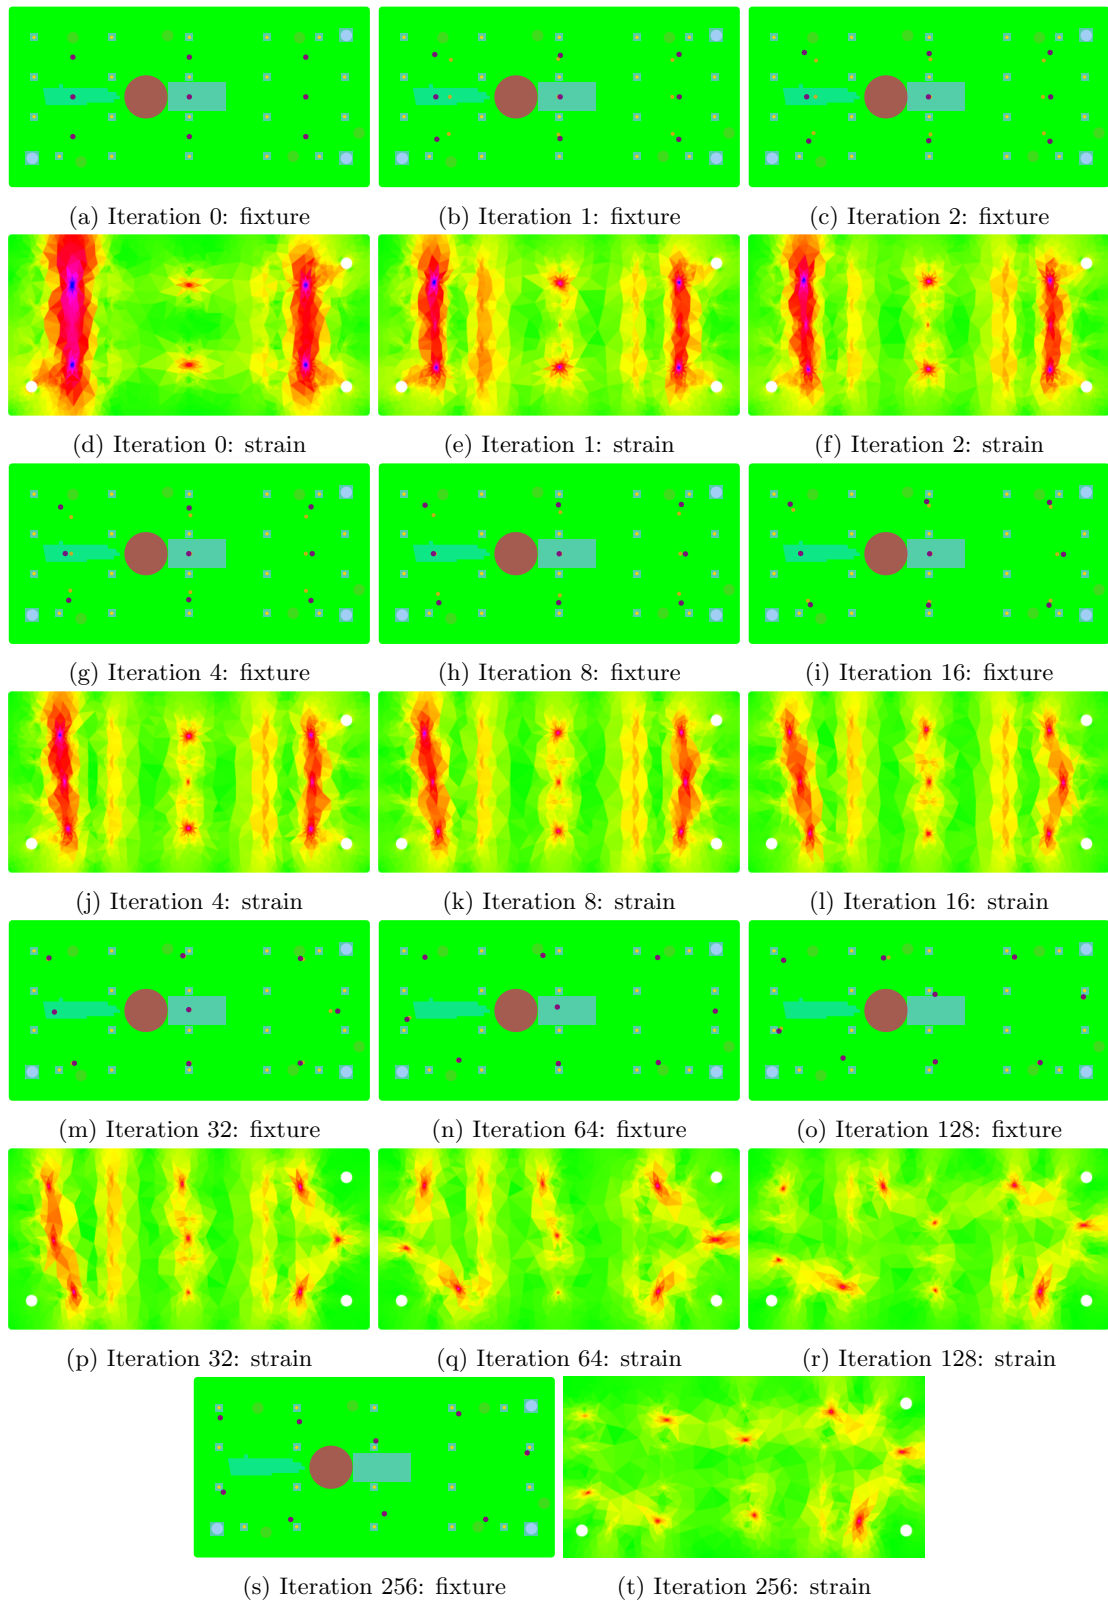 (a) Iteration 0: fixture
(b) Iteration 1: fixture
(c) Iteration 2: fixture
(d) Iteration 0: strain
(e) Iteration 1: strain
(f) Iteration 2: strain
(g) Iteration 4: fixture
(h) Iteration 8: fixture
(i) Iteration 16: fixture
(j) Iteration 4: strain
(k) Iteration 8: strain
(l) Iteration 16: strain
(m) Iteration 32: fixture
(n) Iteration 64: fixture
(o) Iteration 128: fixture
(p) Iteration 32: strain
(q) Iteration 64: strain
(r) Iteration 128: strain
(s) Iteration 256: fixture
(t) Iteration 256: strain